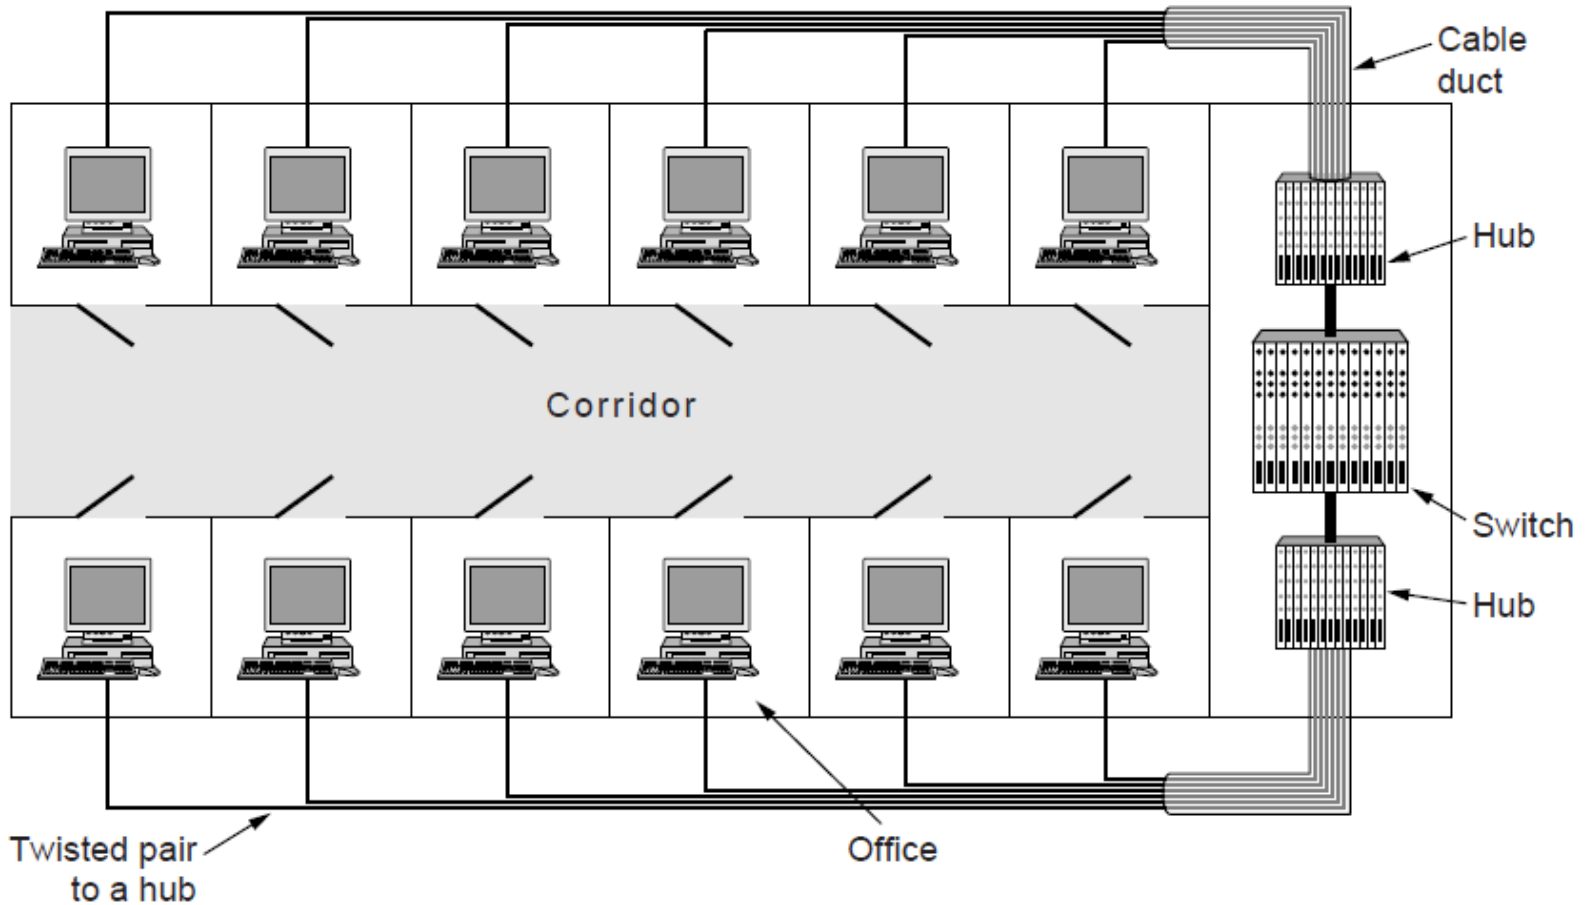 Cable
duct
Hub
Corridor
Switch
Hub
Office
Twisted pair
to a hub